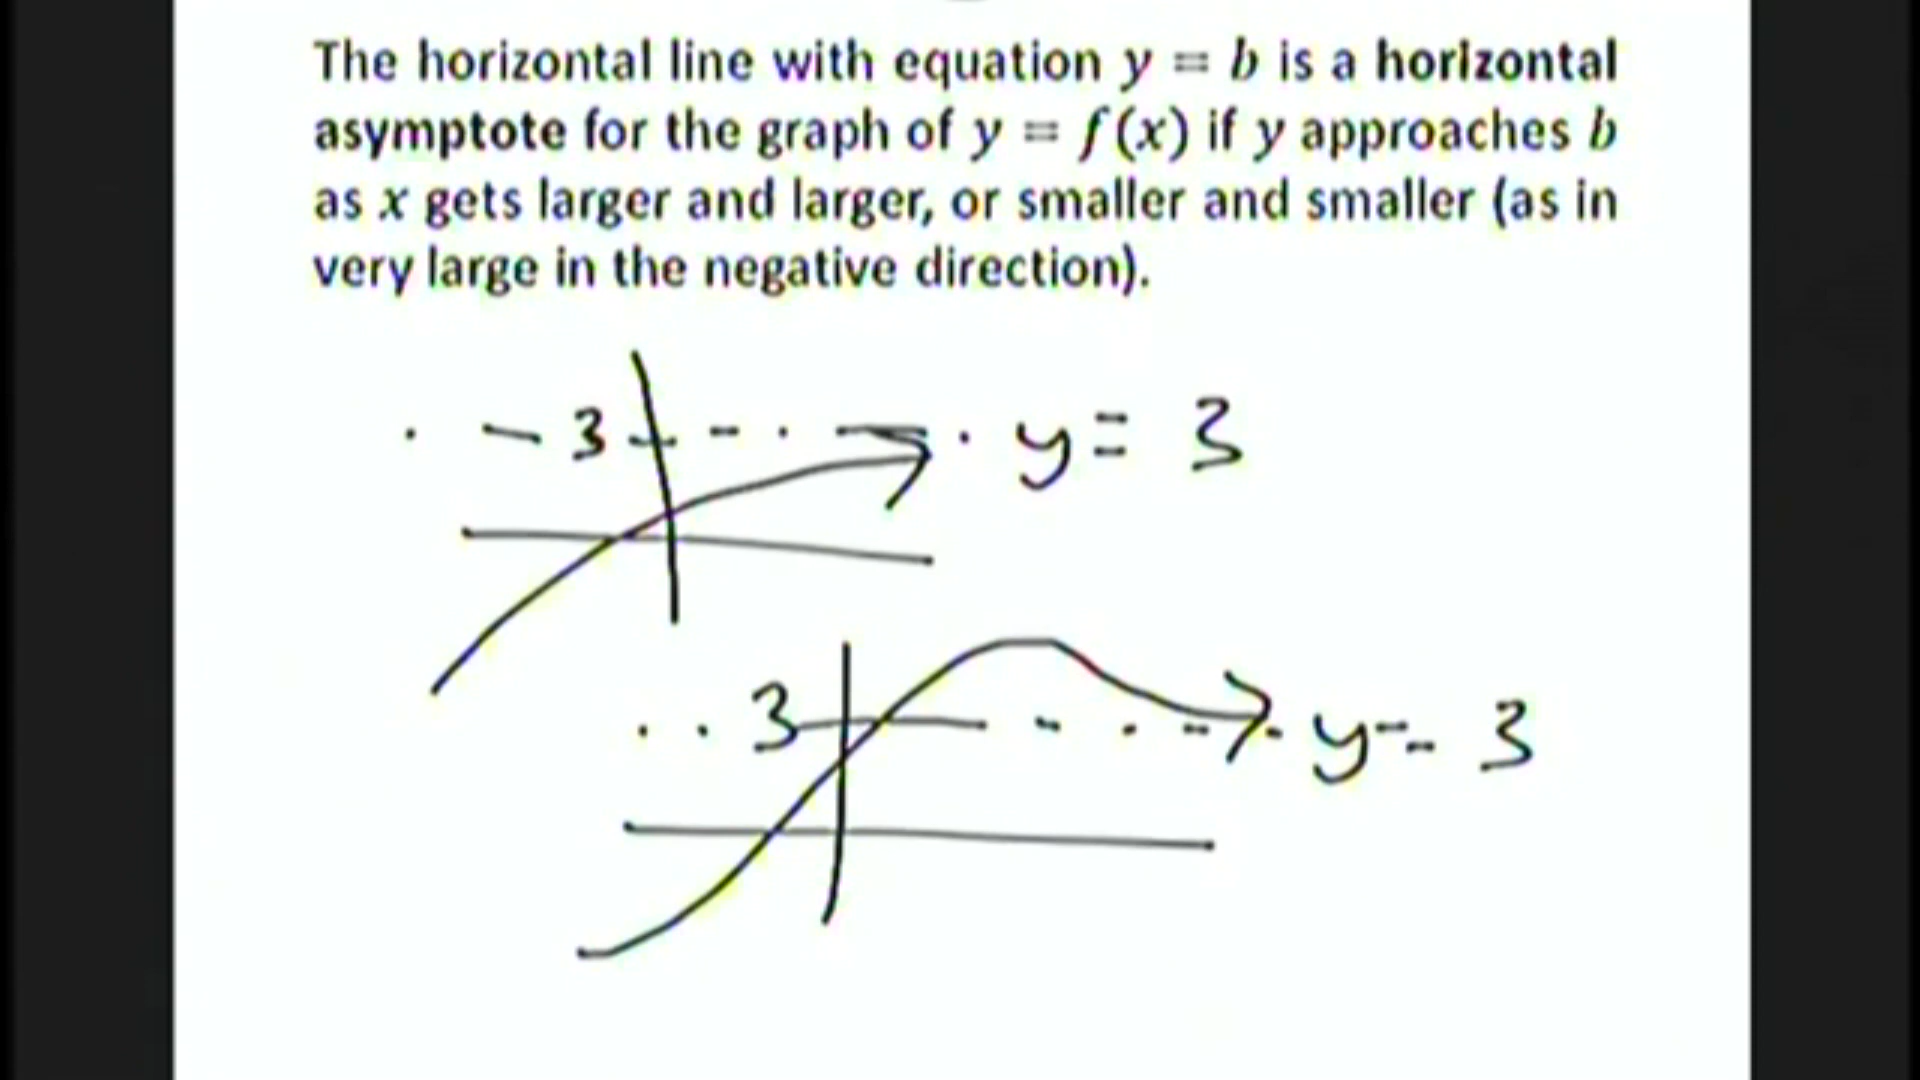 The horizontal line with equation y = b is a horizontal
asymptote for the graph of y = f(x) if y approaches b
as x gets larger and larger, or smaller and smaller (as in
very large in the negative direction).
3 y = 3
3 y = 3